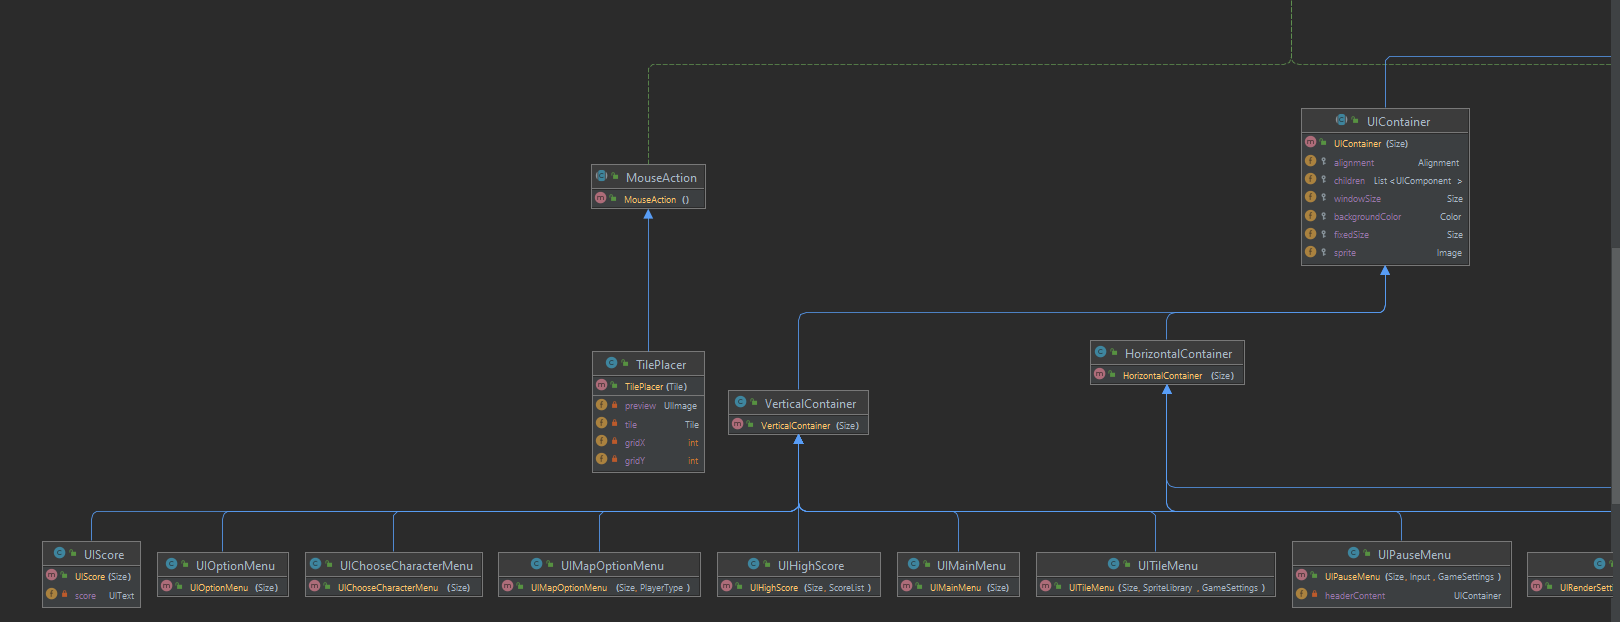 UIContainer
UIContainer (Size)
alignment Alignment
children List <UIComponent >
windowSize Size
backgroundColor Color
fixedSize Size
sprite Image
MouseAction
MouseAction ()
TilePlacer
TilePlacer (Tile)
preview UIImage
tile Tile
gridX int
gridY int
HorizontalContainer
HorizontalContainer (Size)
VerticalContainer
VerticalContainer (Size)
UIScore
UIScore (Size)
score UIText
UIOptionMenu
UIOptionMenu (Size)
UIChooseCharacterMenu
UIChooseCharacterMenu (Size)
UIMapOptionMenu
UIMapOptionMenu (Size, PlayerType )
UIHighScore
UIHighScore (Size, ScoreList )
UIMainMenu
UIMainMenu (Size)
UITileMenu
UITileMenu (Size, SpriteLibrary , GameSettings )
UIPauseMenu
UIPauseMenu (Size, Input , GameSettings )
headerContent UIContainer
UIRenderSett